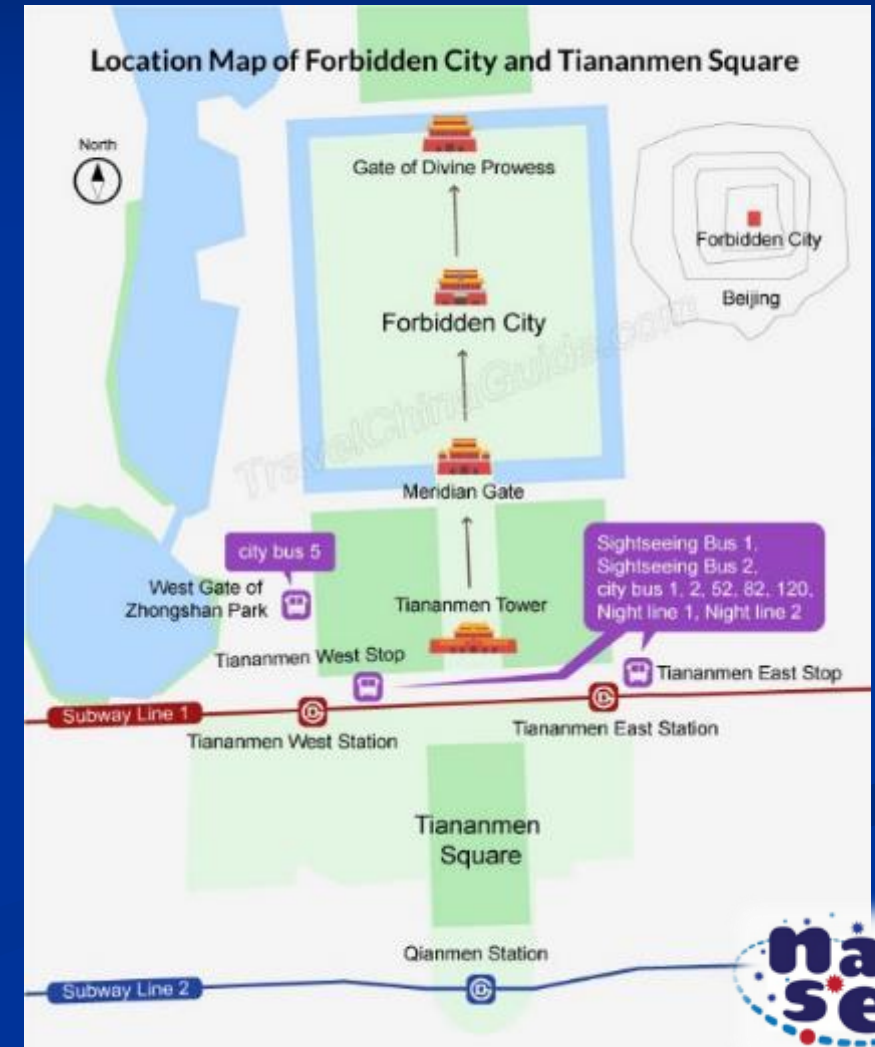 Location Map of Forbidden City and Tiananmen Square
North
Gate of Divine Prowess
Forbidden City
Beijing
Forbidden City
TravelChinaGuide.com
Meridian Gate
city bus 5
Sightseeing Bus 1,
Sightseeing Bus 2,
city bus 1, 2, 52, 82, 120,
Night line 1, Night line 2
West Gate of
Zhongshan Park
Tiananmen Tower
Tiananmen West Stop
Tiananmen East Stop
Subway Line 1
Tiananmen West Station
Tiananmen East Station
Tiananmen
Square
Qianmen Station
Subway Line 2
na
se